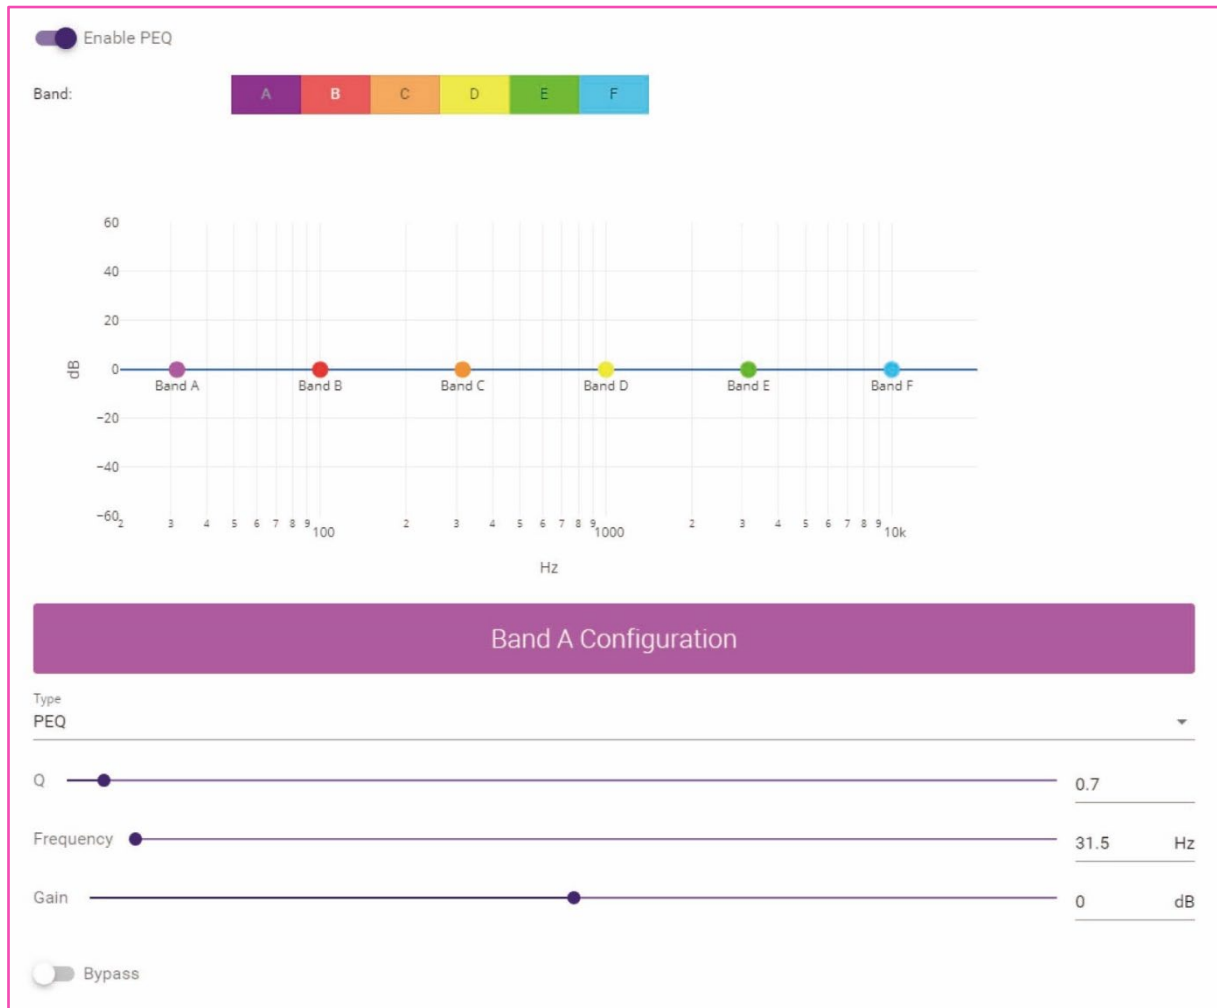 Enable PEQ
Band: A B C D E F
60
40
20
dB 0
Band A Band B Band C Band D Band E Band F
−20
−40
−60
2 3 4 5 6 7 8 9 100 2 3 4 5 6 7 8 9 1000 2 3 4 5 6 7 8 9 10k
Hz
Band A Configuration
Type
PEQ
Q 0.7
Frequency 31.5 Hz
Gain 0 dB
Bypass